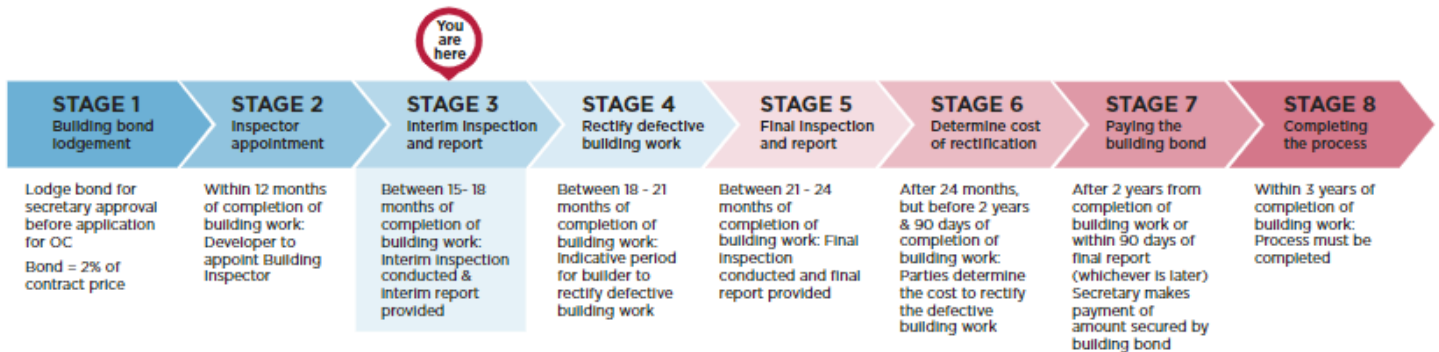 You
are
here
STAGE 1
Building bond
lodgement
STAGE 2
Inspector
appointment
STAGE 3
Interim Inspection
and report
STAGE 4
Rectify defective
building work
STAGE 5
Final Inspection
and report
STAGE 6
Determine cost
of rectification
STAGE 7
Paying the
building bond
STAGE 8
Completing
the process
Lodge bond for
secretary approval
before application
for OC
Bond = 2% of
contract price
Within 12 months
of completion of
building work:
Developer to
appoint Building
Inspector
Between 15- 18
months of
completion of
building work:
Interim inspection
conducted &
interim report
provided
Between 18 - 21
months of
completion of
building work:
Indicative period
for builder to
rectify defective
building work
Between 21 - 24
months of
completion of
building work: Final
inspection
conducted and final
report provided
After 24 months,
but before 2 years
& 90 days of
completion of
building work:
Parties determine
the cost to rectify
the defective
building work
After 2 years from
completion of
building work or
within 90 days of
final report
(whichever is later)
Secretary makes
payment of
amount secured by
building bond
Within 3 years of
completion of
building work:
Process must be
completed